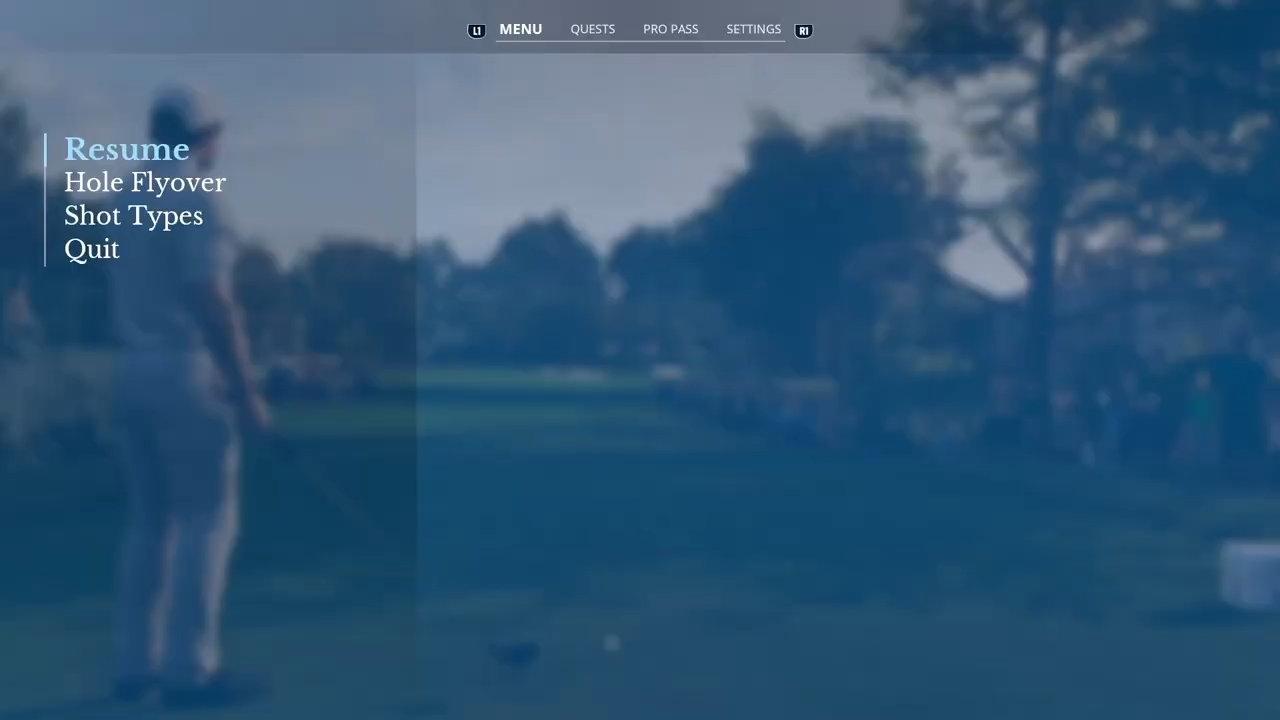 L1 MENU QUESTS PRO PASS SETTINGS R1
Resume
Hole Flyover
Shot Types
Quit